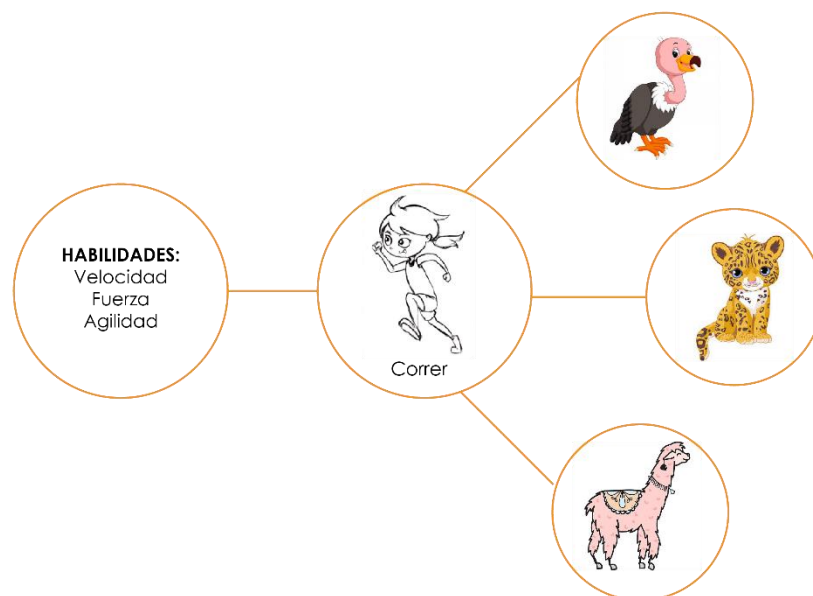 HABILIDADES:
Velocidad
Fuerza
Agilidad
Correr